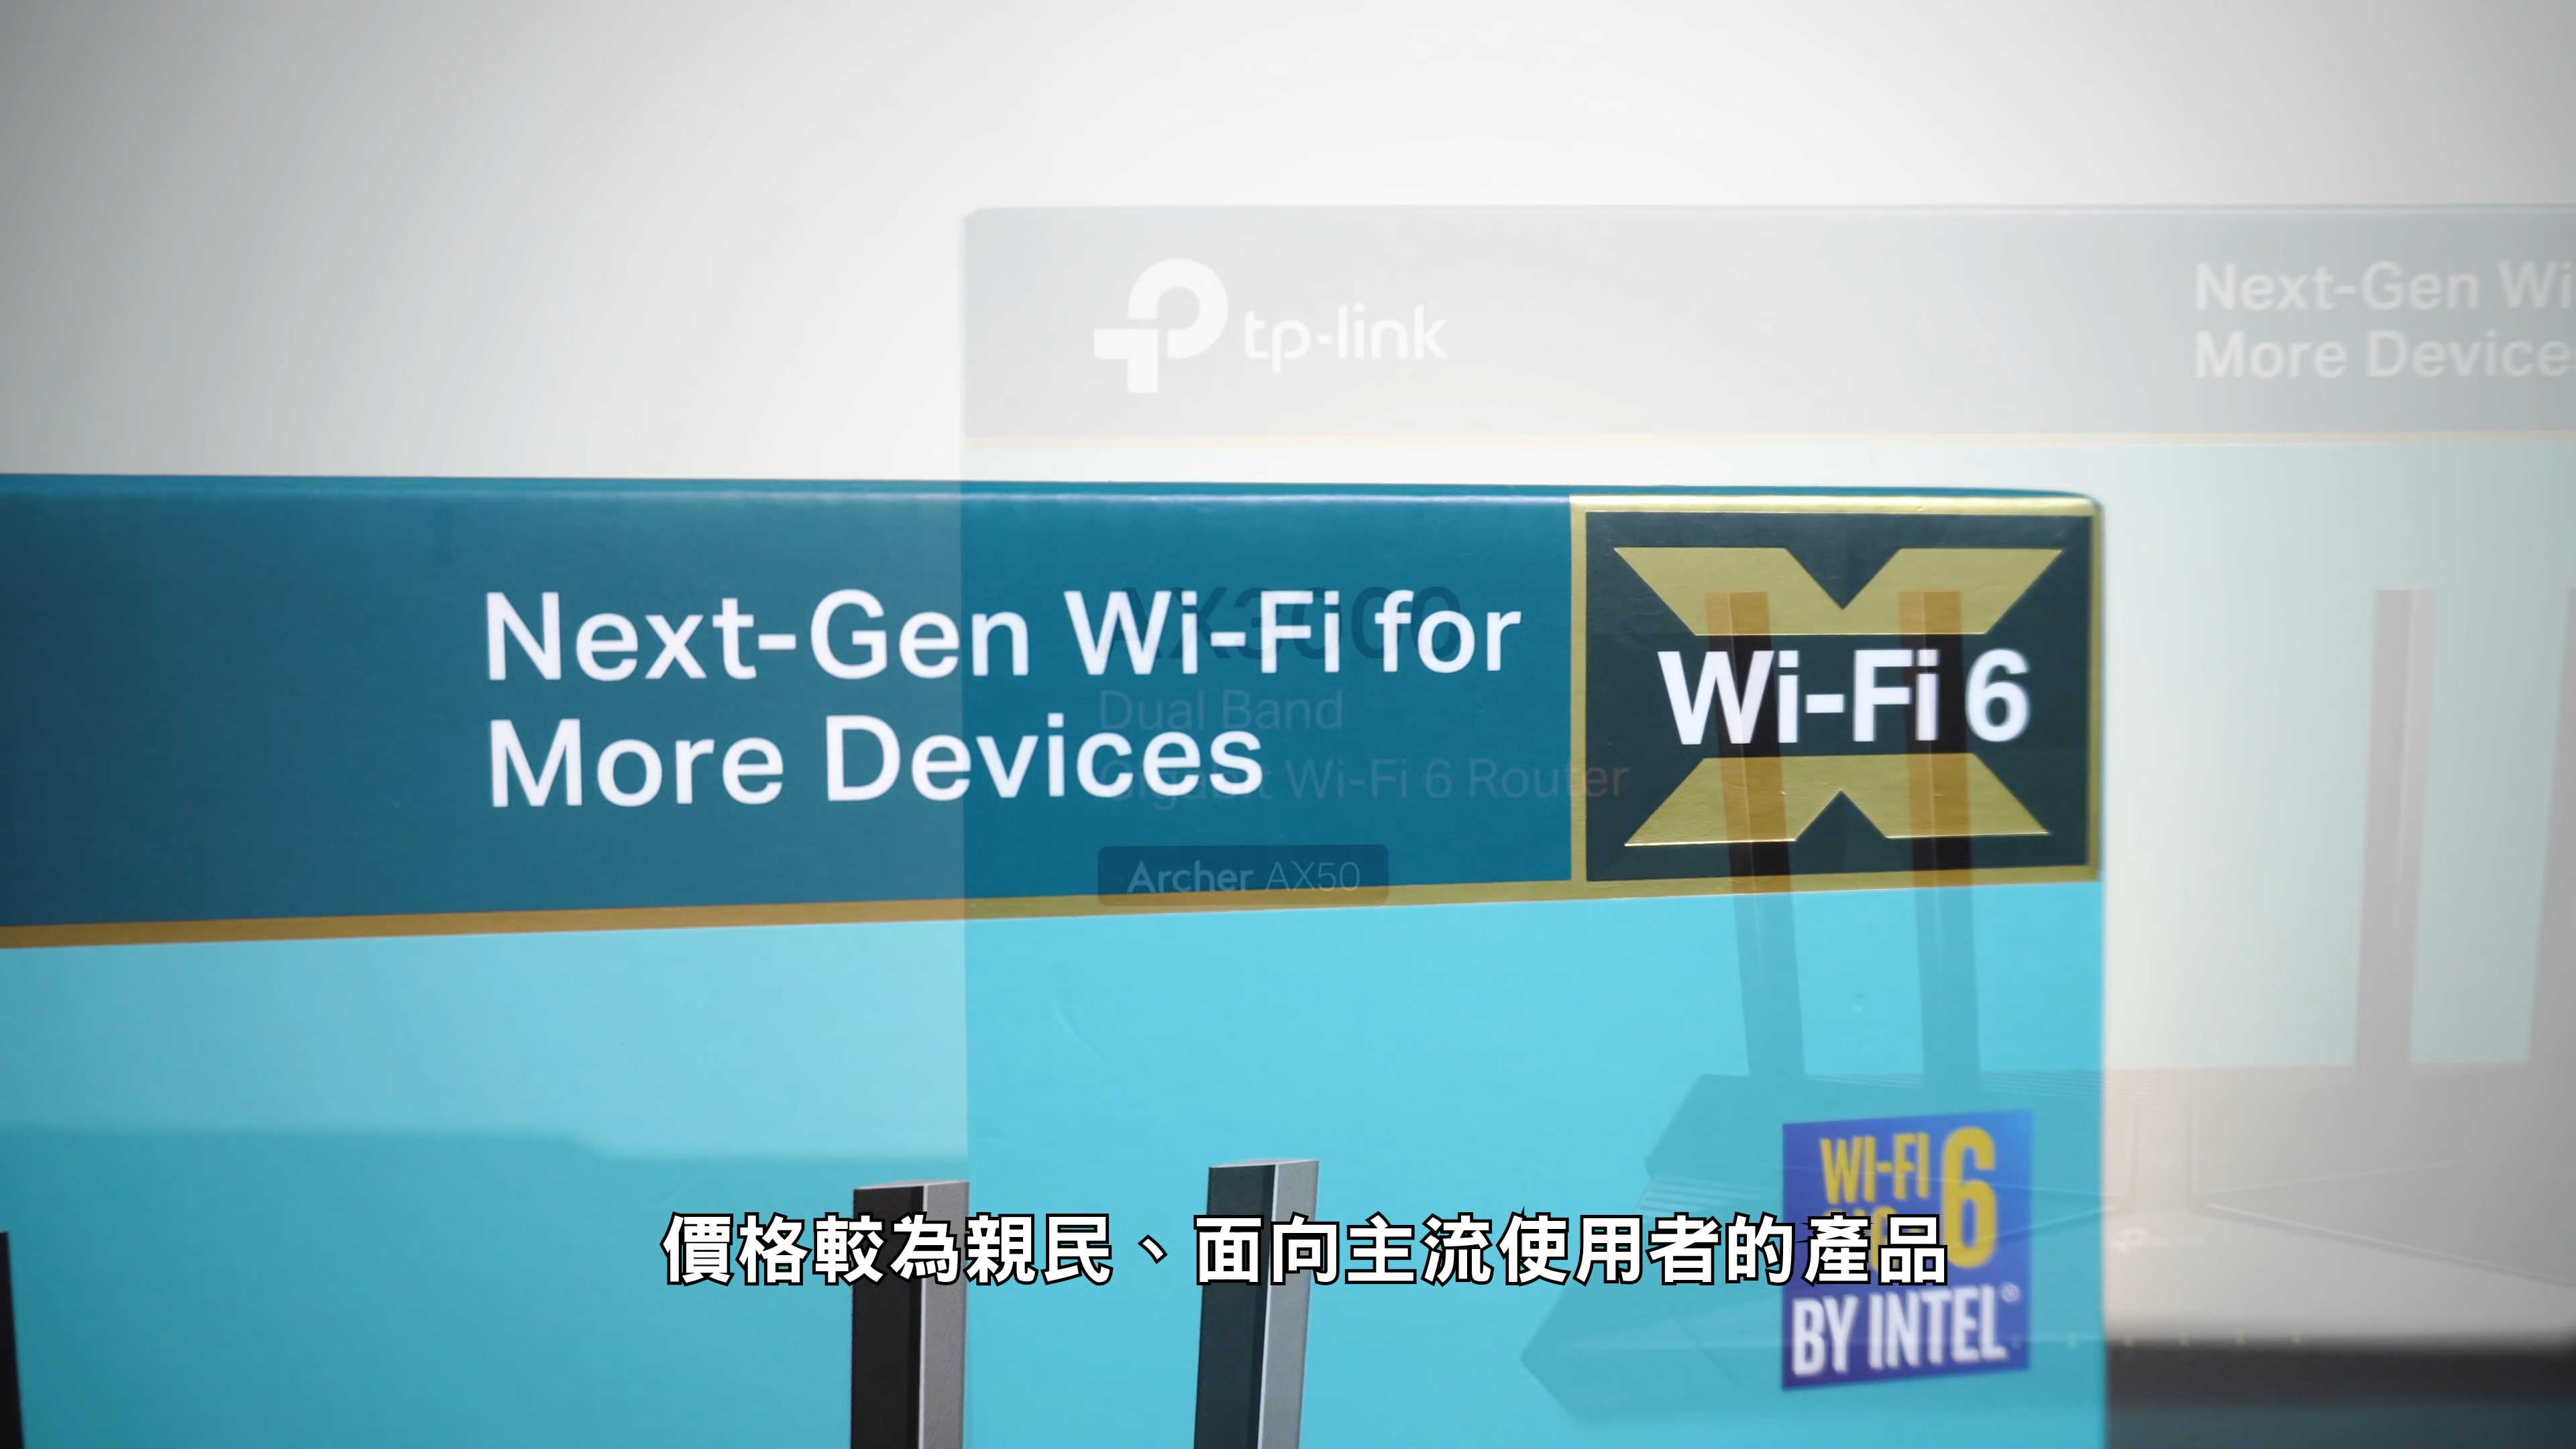 tp-link
Next-Gen Wi
More Device
Next-Gen Wi-Fi for
More Devices
Wi-Fi 6
AX3000
Dual Band
Gigabit Wi-Fi 6 Router
Archer AX50
WI-FI 6
BY INTEL®
價格較為親民、面向主流使用者的產品